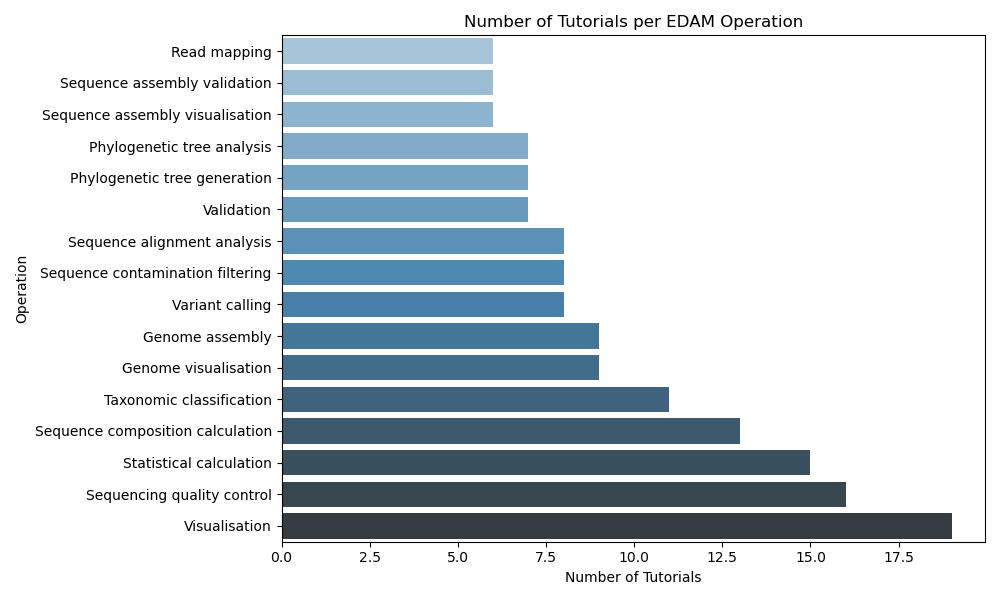 Number of Tutorials per EDAM Operation
Operation
Read mapping
Sequence assembly validation
Sequence assembly visualisation
Phylogenetic tree analysis
Phylogenetic tree generation
Validation
Sequence alignment analysis
Sequence contamination filtering
Variant calling
Genome assembly
Genome visualisation
Taxonomic classification
Sequence composition calculation
Statistical calculation
Sequencing quality control
Visualisation
0.0 2.5 5.0 7.5 10.0 12.5 15.0 17.5
Number of Tutorials